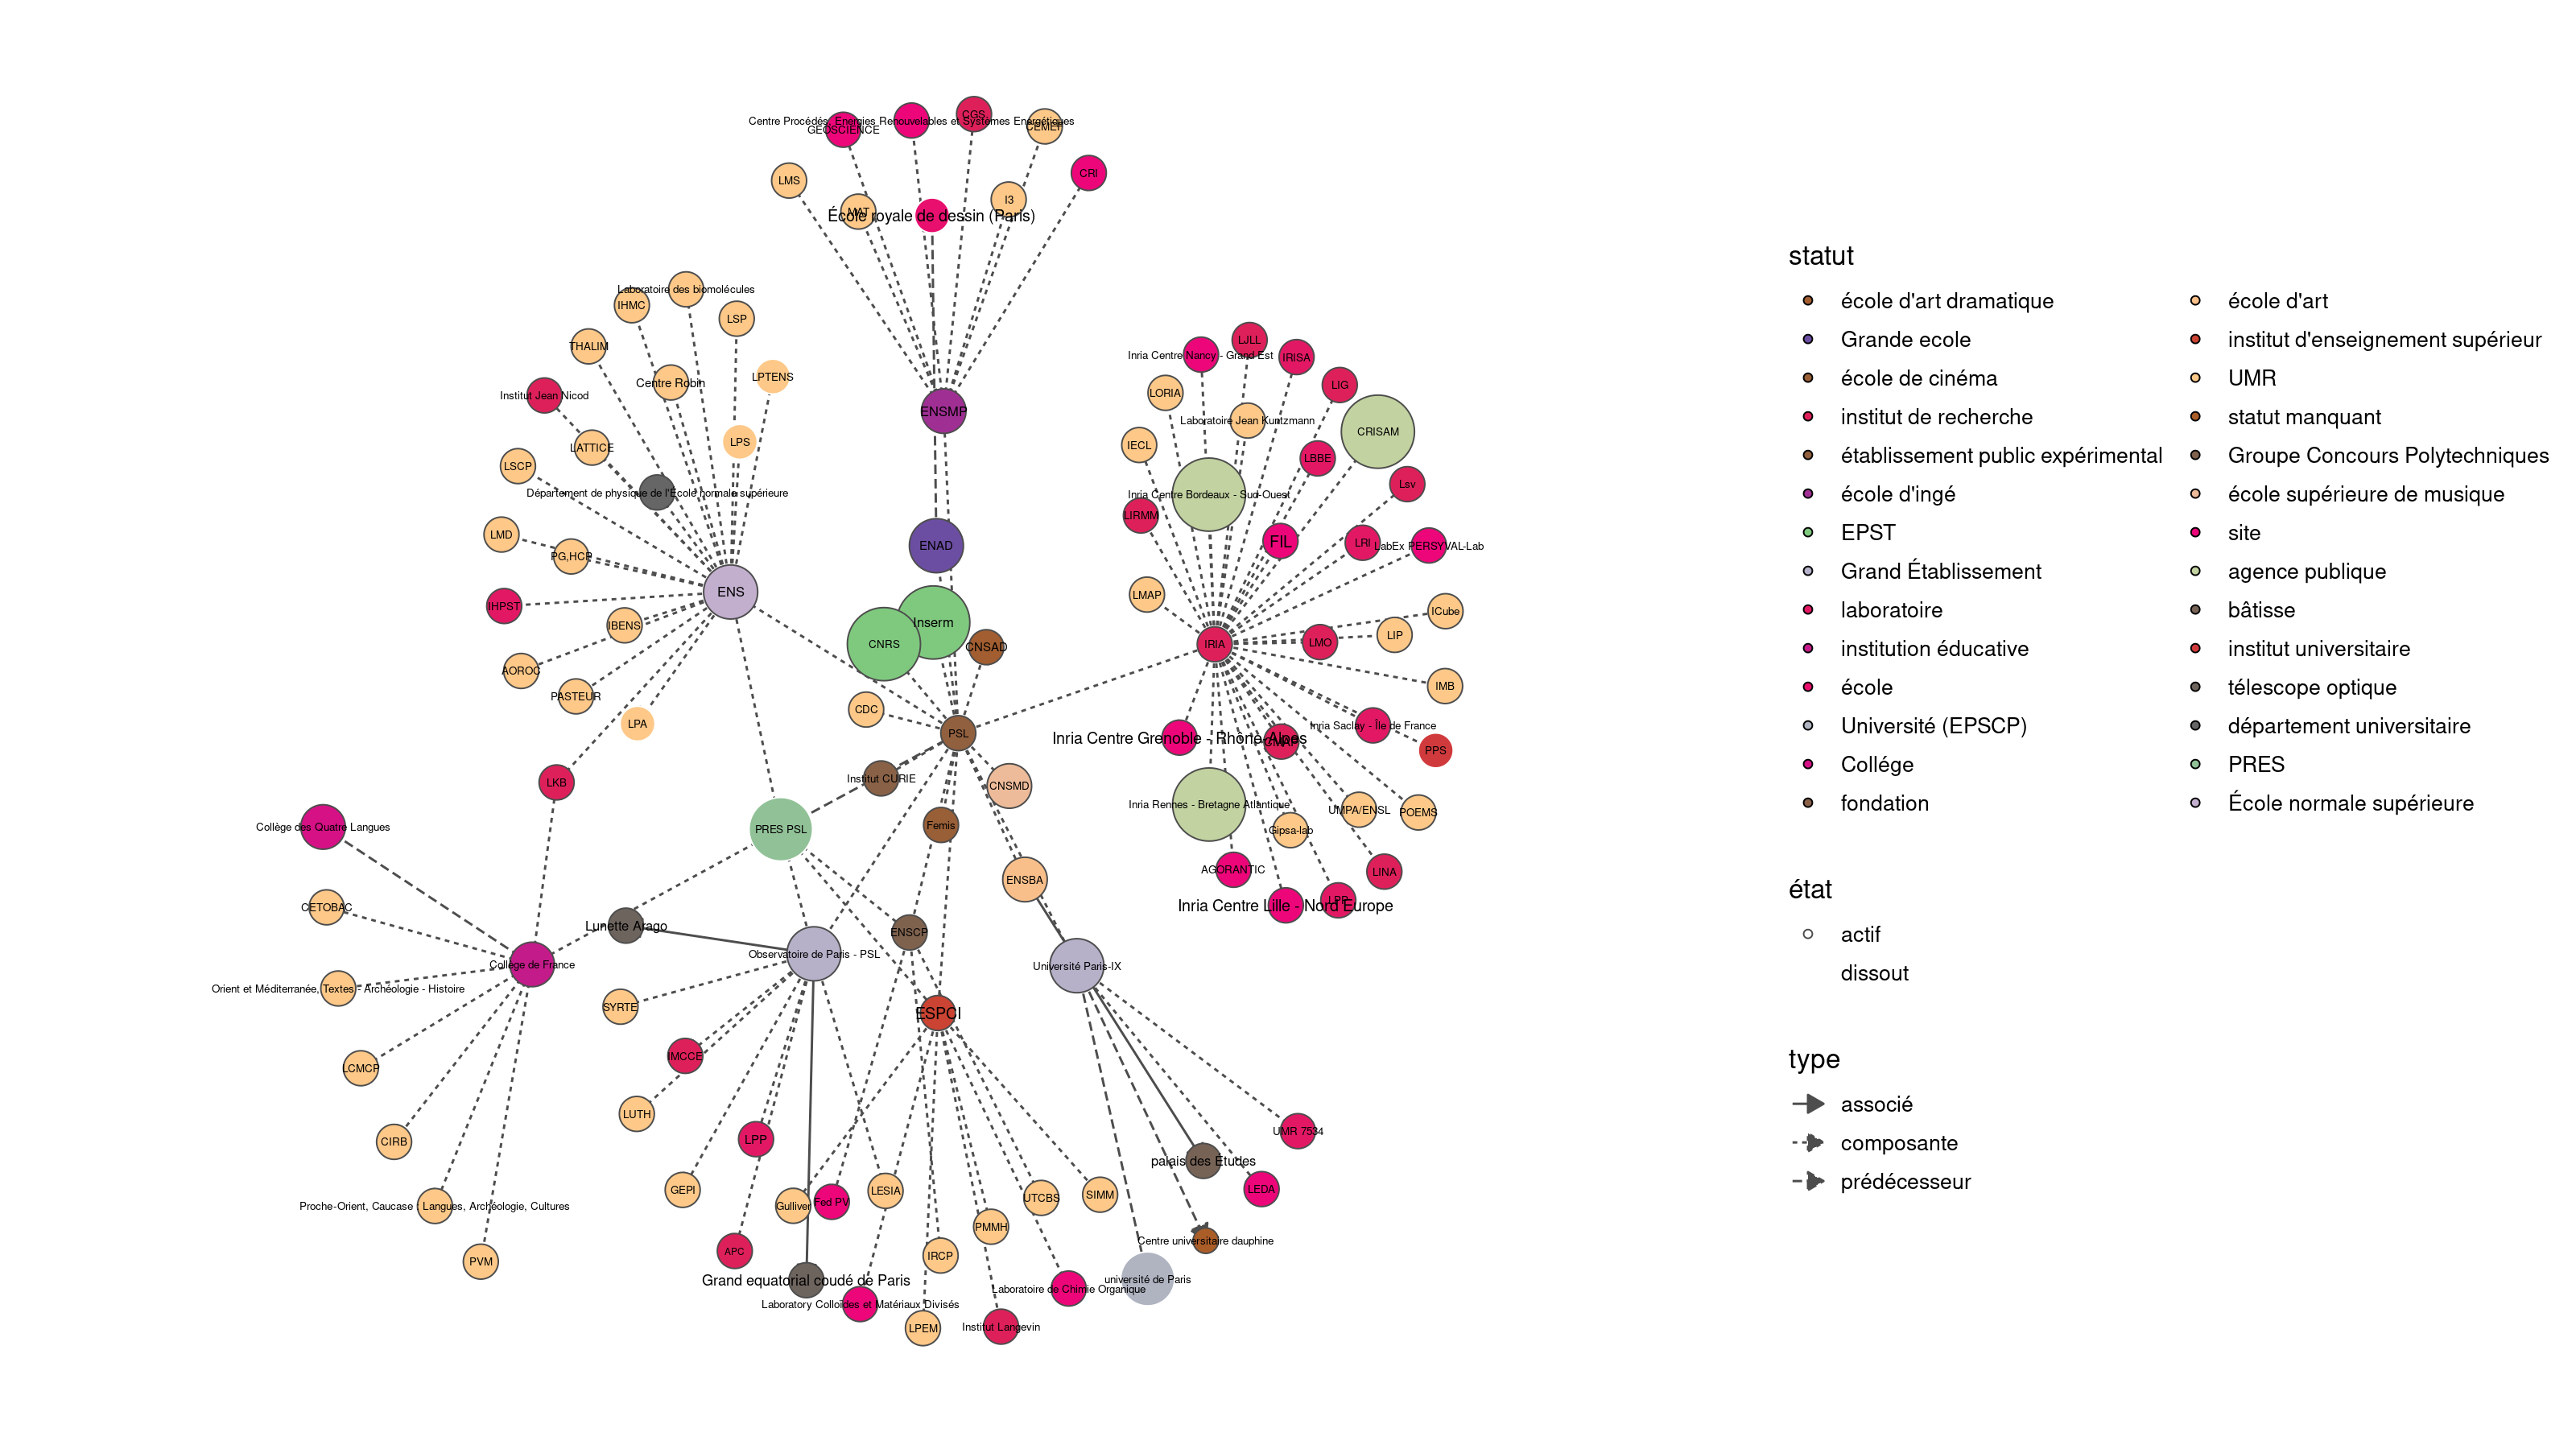 CGS
Centre Procédés, Énergies Renouvelables et Systèmes Energétiques
GÉOSCIENCE
CEMEF
CRI
LMS
I3
MAT
École royale de dessin (Paris)
Laboratoire des biomolécules
IHMC
LSP
THALIM
LPTENS
Centre Robin
Institut Jean Nicod
ENSMP
LPS
LATTICE
LSCP
Département de physique de l'Ecole normale supérieure
LMD
PG,HCP
ENAD
ENS
IHPST
IBENS
Inserm
CNRS
CNSAD
AOROC
PASTEUR
CDC
LPA
PSL
LJLL
Inria Centre Nancy - Grand Est
IRISA
LIG
LORIA
Laboratoire Jean Kuntzmann
CRISAM
IECL
LBBE
Lsv
Inria Centre Bordeaux - Sud-Ouest
LIRMM
FIL
LRI
LabEx PERSYVAL-Lab
LMAP
ICube
LIP
LMO
IRIA
IMB
Inria Saclay - Île de France
Inria Centre Grenoble - Rhône-Alpes
PPS
Inria Rennes - Bretagne Atlantique
UMPA/ENSL
POEMS
Gipsa-lab
AGORANTIC
LINA
Inria Centre Lille - Nord Europe
LKB
Institut CURIE
CNSMD
Collège des Quatre Langues
PRES PSL
Femis
ENSBA
CETOBAC
Lunette Arago
ENSCP
Observatoire de Paris - PSL
Collège de France
Université Paris-IX
Orient et Méditerranée, Textes - Archéologie - Histoire
SYRTE
ESPCI
IMCCE
LCMCP
LUTH
CIRB
LPP
UMR 7534
palais des Etudes
GEPI
LESIA
LEDA
Gulliver
Fed PV
UTCBS
SIMM
Proche-Orient, Caucase : Langues, Archéologie, Cultures
PMMH
Centre universitaire dauphine
APC
IRCP
PVM
Grand equatorial coudé de Paris
université de Paris
Laboratoire de Chimie Organique
Laboratory Colloïdes et Matériaux Divisés
LPEM
Institut Langevin
statut
école d'art dramatique
Grande ecole
école de cinéma
institut de recherche
établissement public expérimental
école d'ingé
EPST
Grand Établissement
laboratoire
institution éducative
école
Université (EPSCP)
Collége
fondation
école d'art
institut d'enseignement supérieur
UMR
statut manquant
Groupe Concours Polytechniques
école supérieure de musique
site
agence publique
bâtisse
institut universitaire
télescope optique
département universitaire
PRES
École normale supérieure
état
actif
dissout
type
associé
composante
prédécesseur